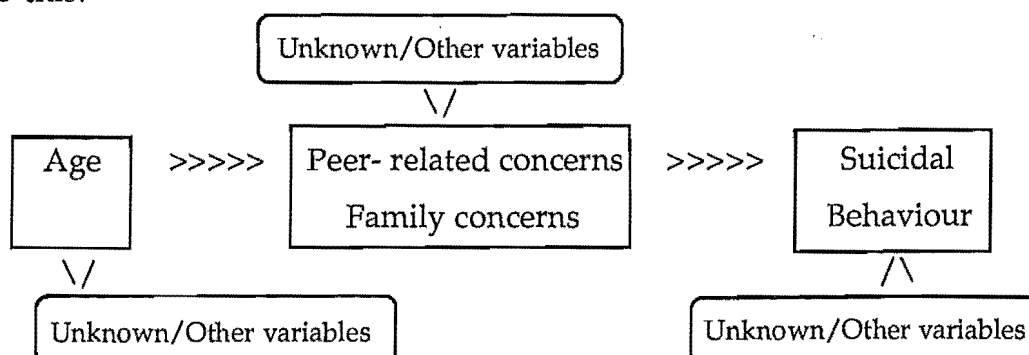 Unknown/Other variables
\/
Age >>>>> Peer- related concerns >>>>> Suicidal
Family concerns Behaviour
\/ /\
Unknown/Other variables Unknown/Other variables